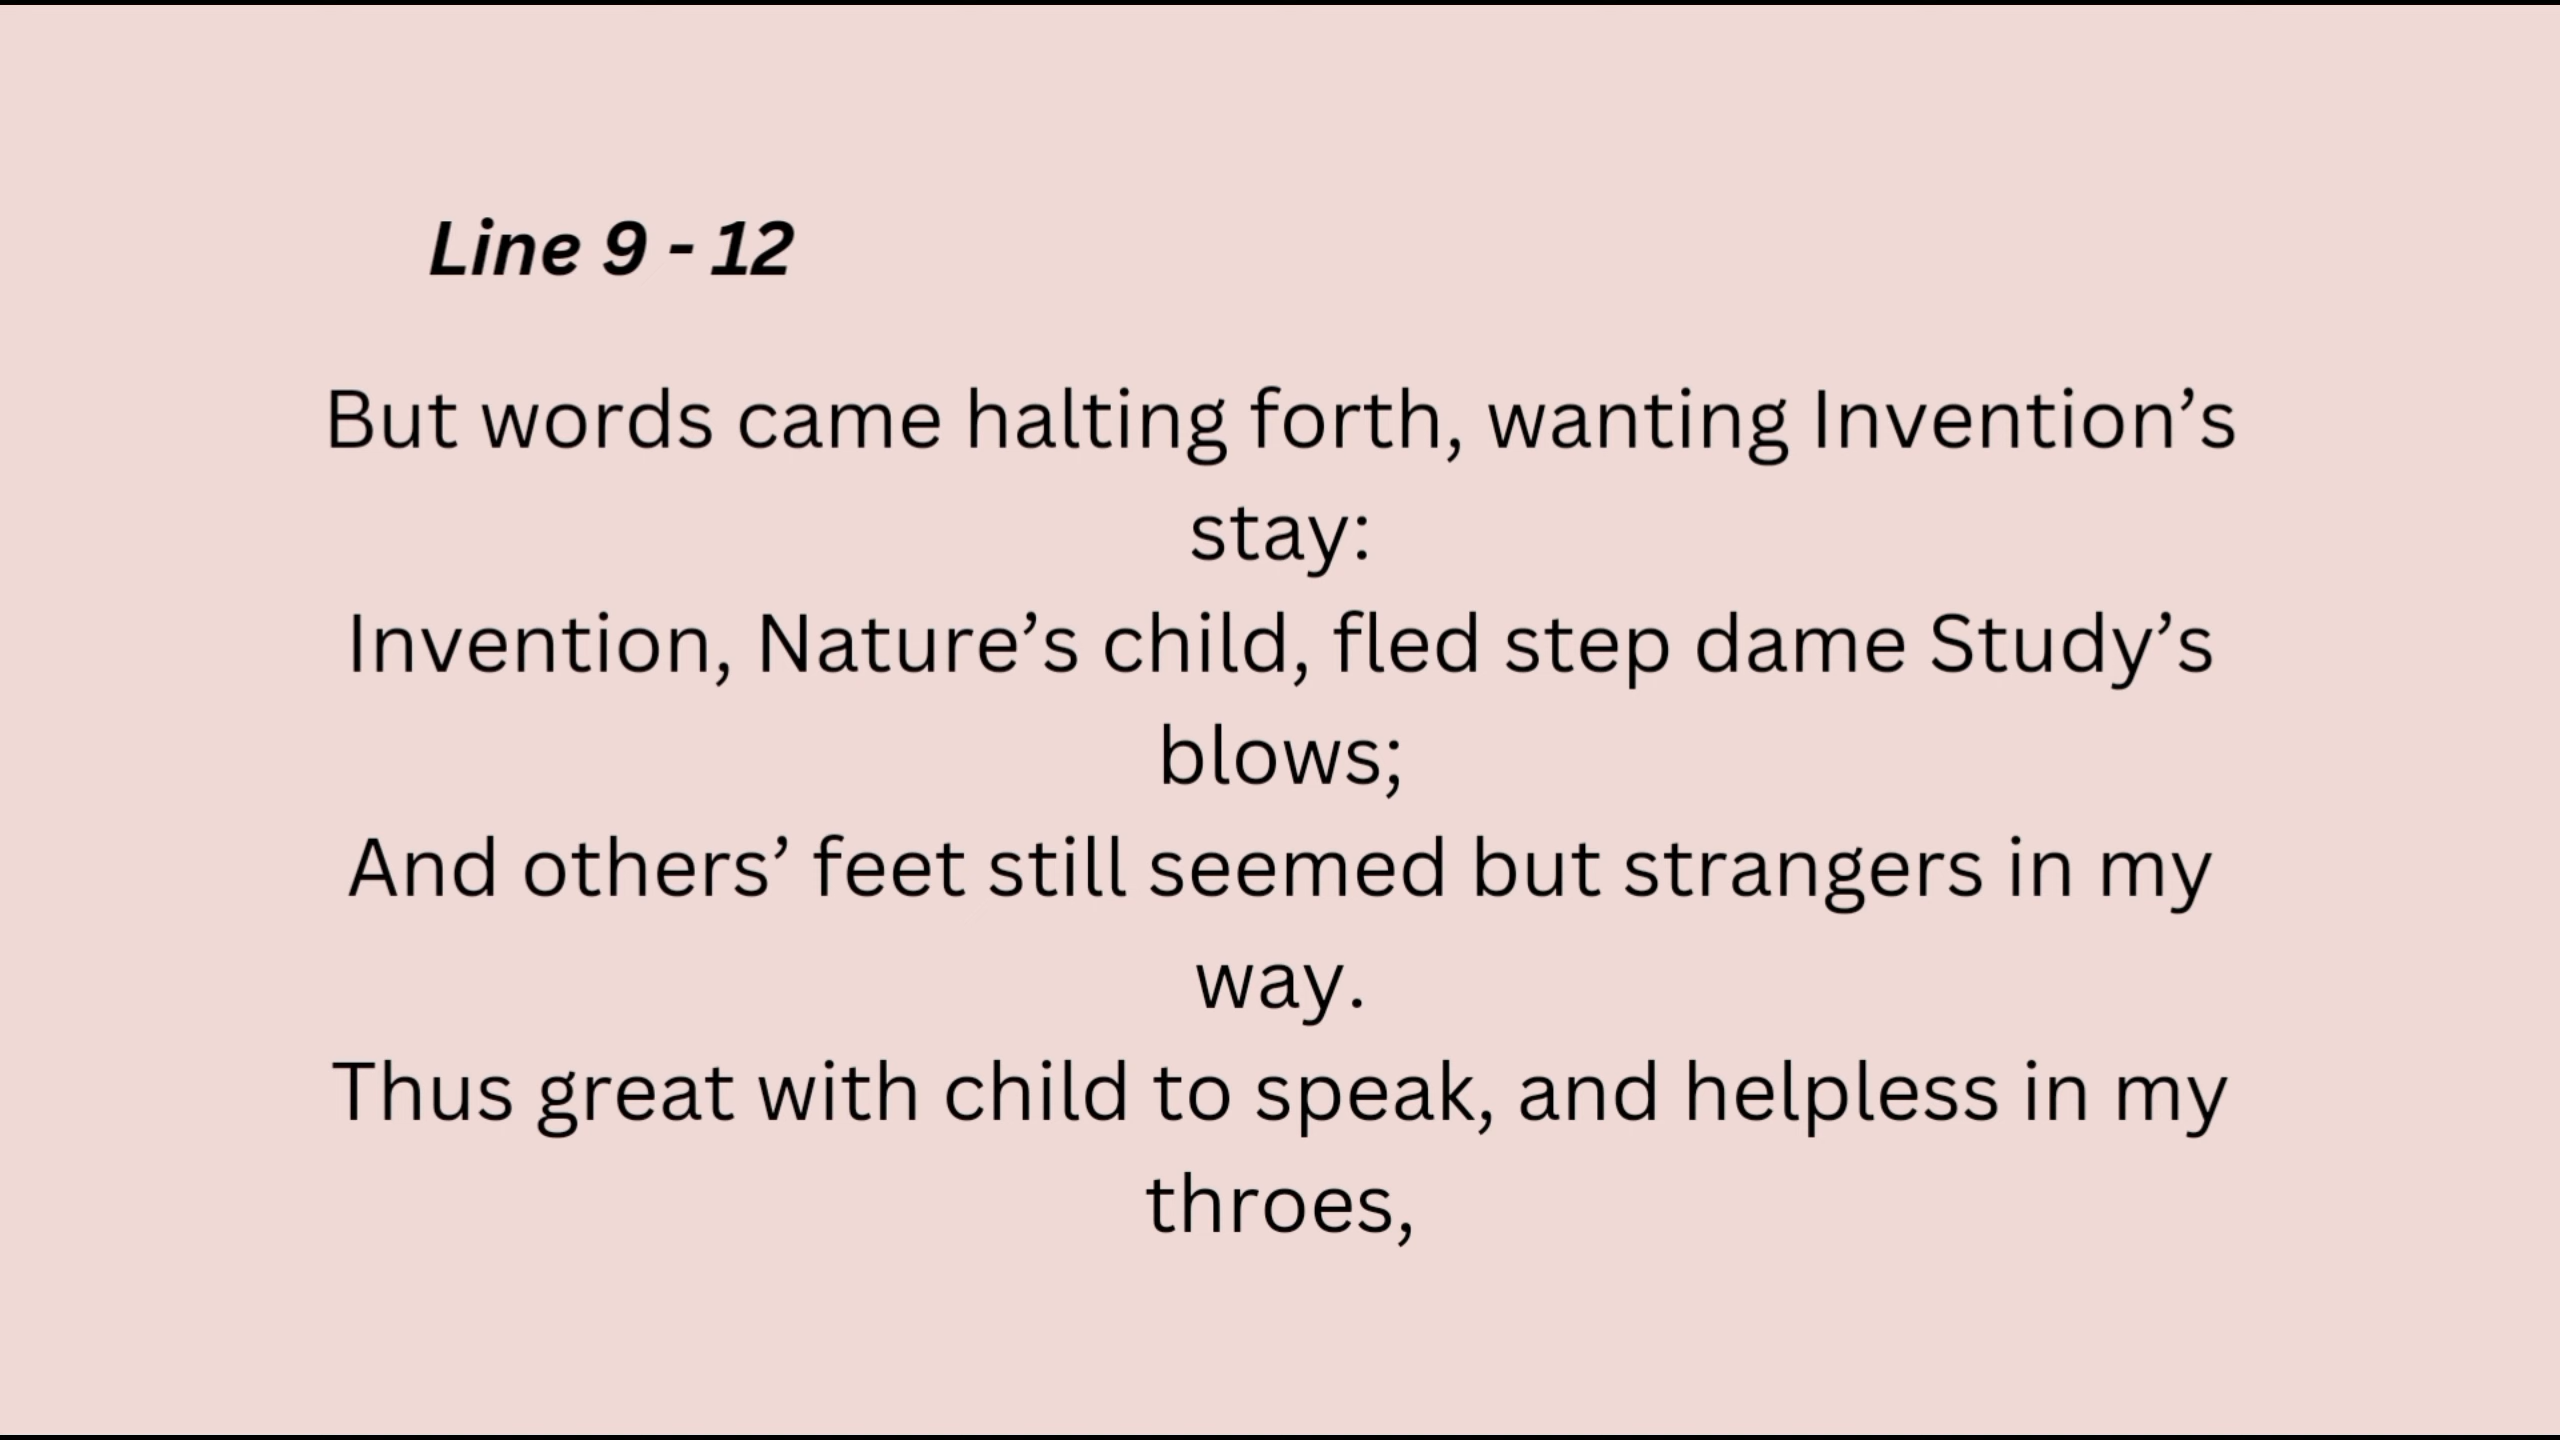 Line 9 - 12
But words came halting forth, wanting Invention’s
stay:
Invention, Nature’s child, fled step dame Study’s
blows;
And others’ feet still seemed but strangers in my
way.
Thus great with child to speak, and helpless in my
throes,